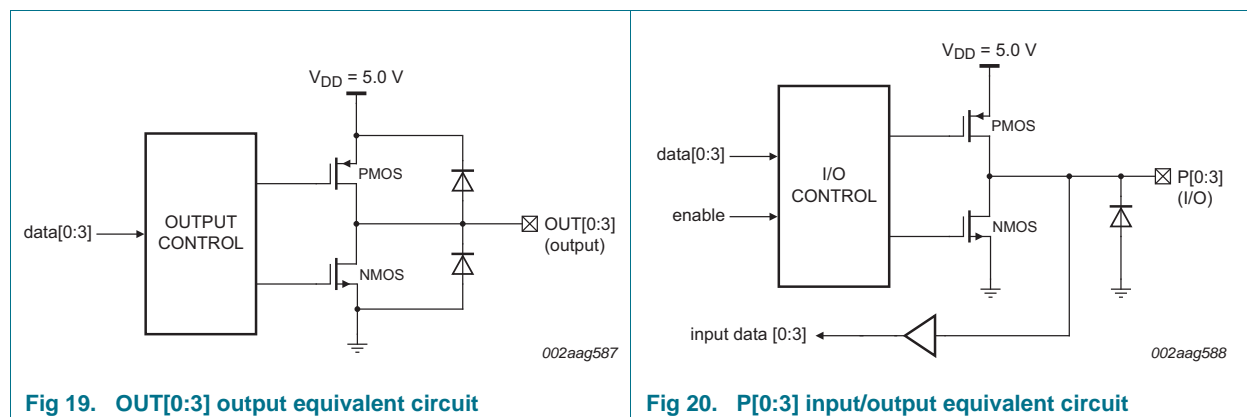 V_DD = 5.0 V
PMOS
data[0:3]
OUTPUT
CONTROL
OUT[0:3]
(output)
NMOS
002aag587
Fig 19. OUT[0:3] output equivalent circuit
V_DD = 5.0 V
PMOS
data[0:3]
I/O
CONTROL
P[0:3]
(I/O)
enable
NMOS
input data [0:3]
002aag588
Fig 20. P[0:3] input/output equivalent circuit